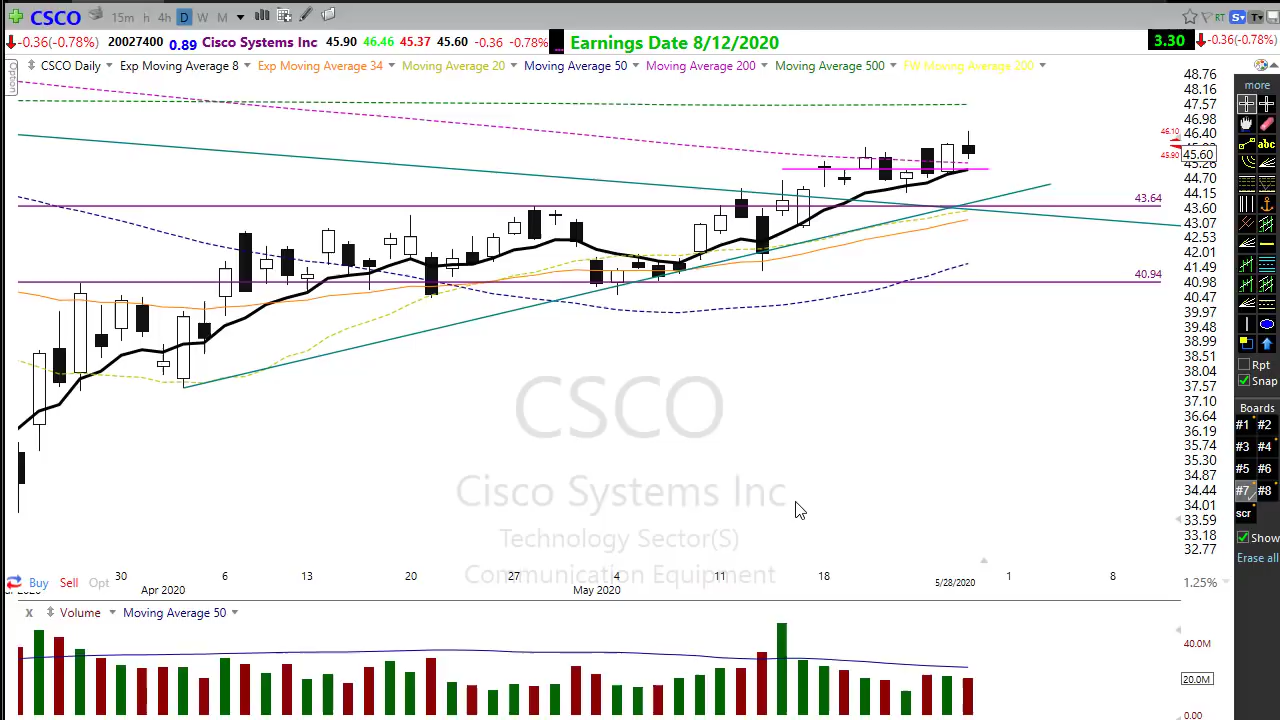 CSCO 15m h 4h D W M RT S T
-0.36(-0.78%) 20027400 0.89 Cisco Systems Inc 45.90 46.46 45.37 45.60 -0.36 -0.78% Earnings Date 8/12/2020 3.30 -0.36(-0.78%)
Option
CSCO Daily Exp Moving Average 8 Exp Moving Average 34 Moving Average 20 Moving Average 50 Moving Average 200 Moving Average 500 FW Moving Average 200
48.76
48.16
47.57
46.98
46.10
46.40
45.90
45.60
44.70
44.15
43.64
43.60
43.07
42.53
42.01
41.49
40.94
40.98
40.47
39.97
39.48
38.99
38.51
38.04
37.57
37.10
36.64
36.19
35.74
35.30
34.87
34.44
34.01
33.59
33.18
32.77
more
abc
Rpt
Snap
Boards
#1 #2
#3 #4
#5 #6
#7 #8
scr
Show
Erase all
CSCO
Cisco Systems Inc
Technology Sector(S)
Communication Equipment
Buy Sell Opt 30 6 13 20 27 4 11 18 5/28/2020 1 8 1.25%
Apr 2020 May 2020
X Volume Moving Average 50
40.0M
20.0M
0.00